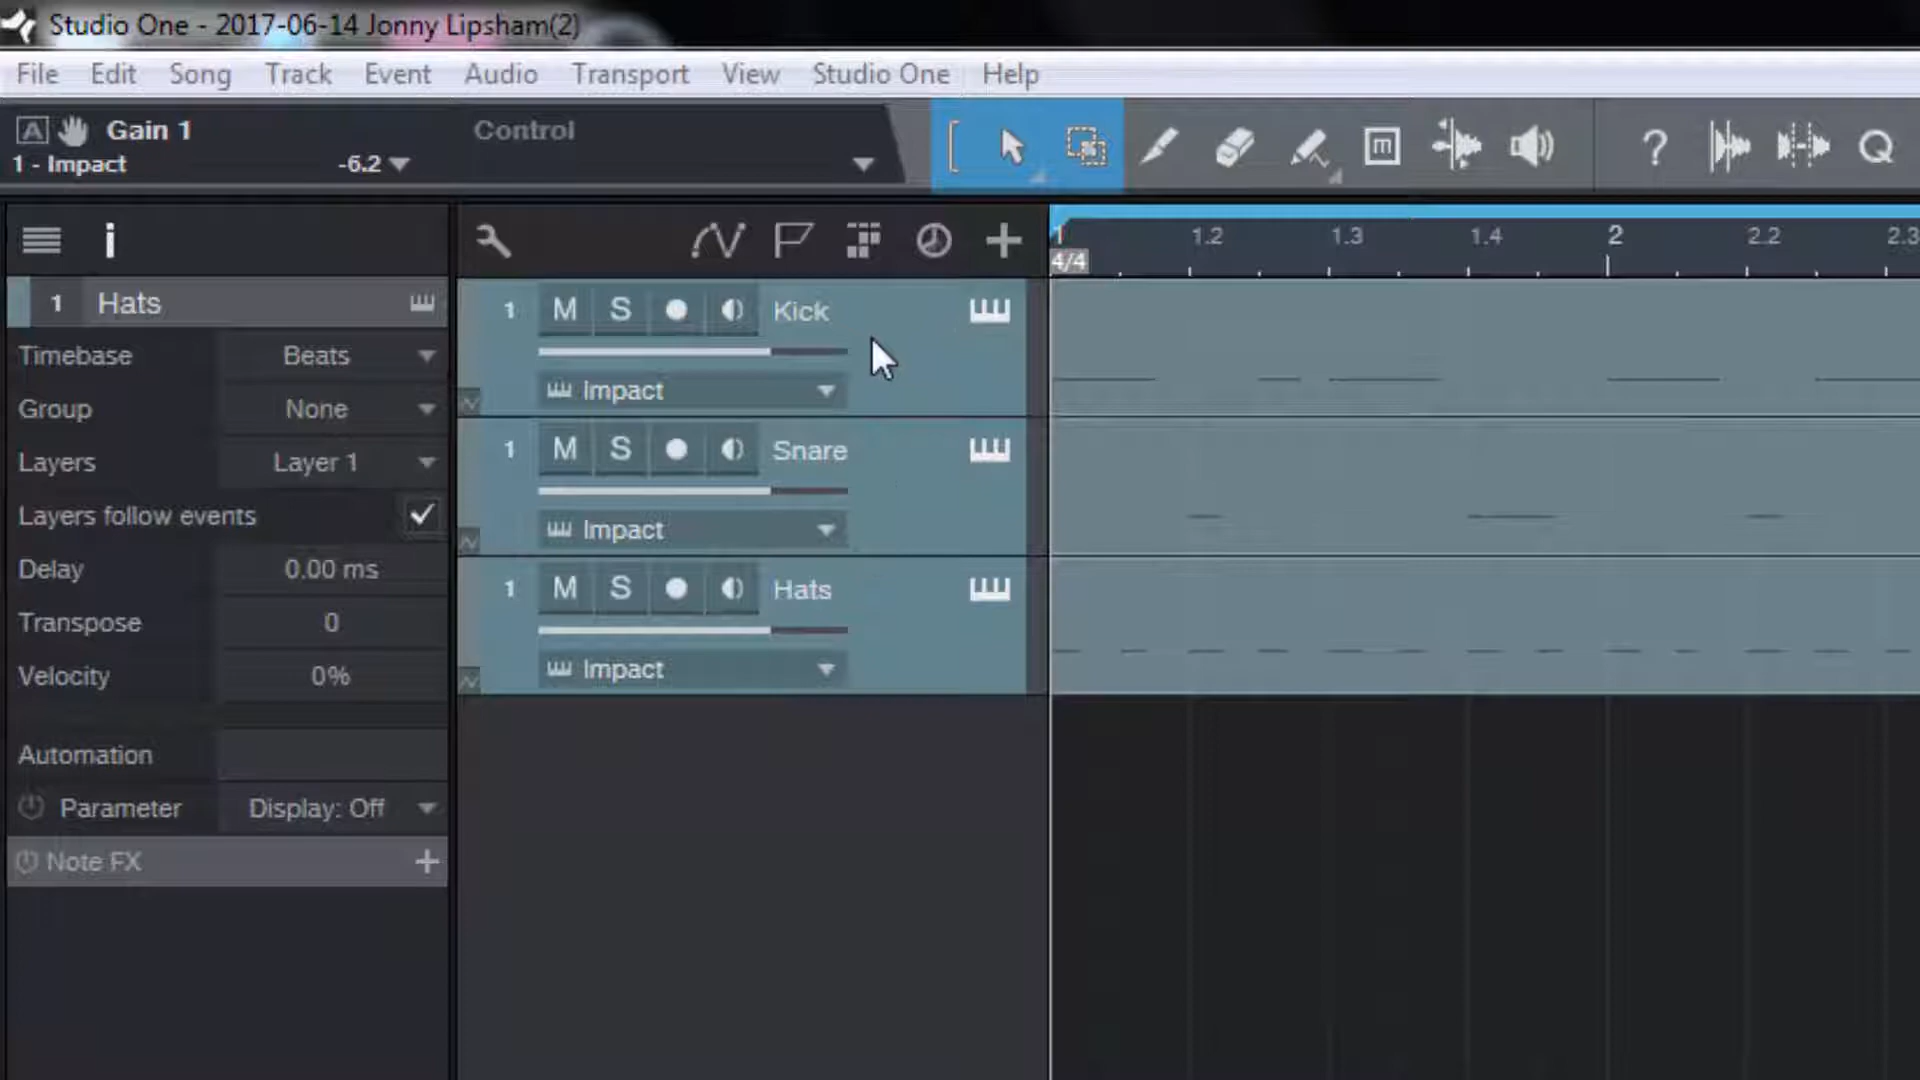 Studio One - 2017-06-14 Jonny Lipsham(2)
File Edit Song Track Event Audio Transport View Studio One Help
A Gain 1 Control
1 - Impact -6.2
? Q
i
1 1.2 1.3 1.4 2 2.2 2.3
4/4
1 Hats
Timebase Beats
Group None
Layers Layer 1
Layers follow events
Delay 0.00 ms
Transpose 0
Velocity 0%
Automation
Parameter Display: Off
Note FX +
1 M S Kick
Impact
1 M S Snare
Impact
1 M S Hats
Impact